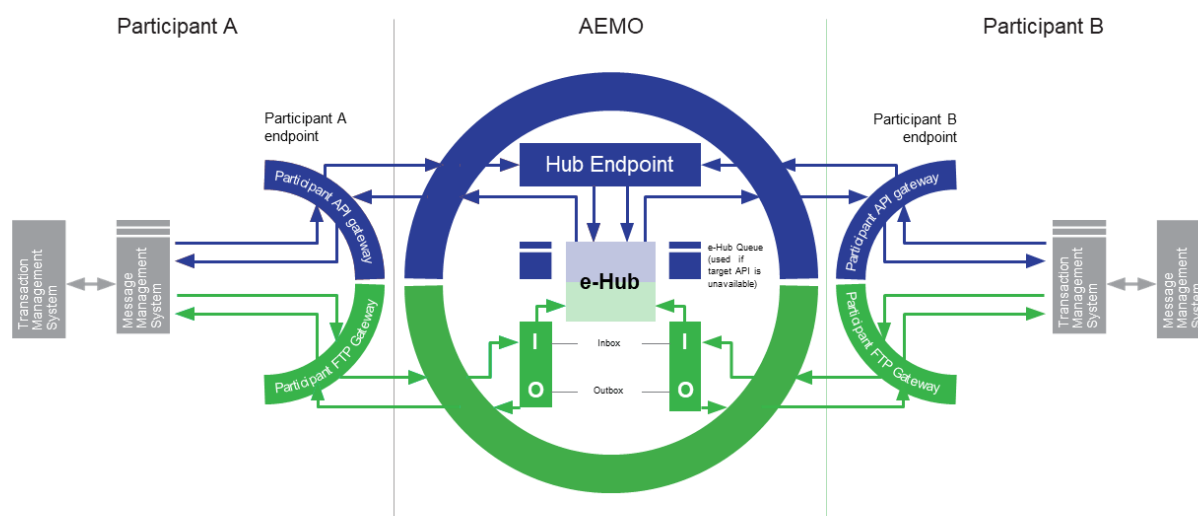 Participant A
AEMO
Participant B
Participant A
endpoint
Participant B
endpoint
Hub Endpoint
Participant API gateway
Participant API gateway
Transaction
Management
System
Message
Management
System
e-Hub
e-Hub Queue
(used if
target API is
unavailable)
Transaction
Management
System
Message
Management
System
Participant FTP Gateway
Participant FTP Gateway
I
Inbox
I
O
Outbox
O